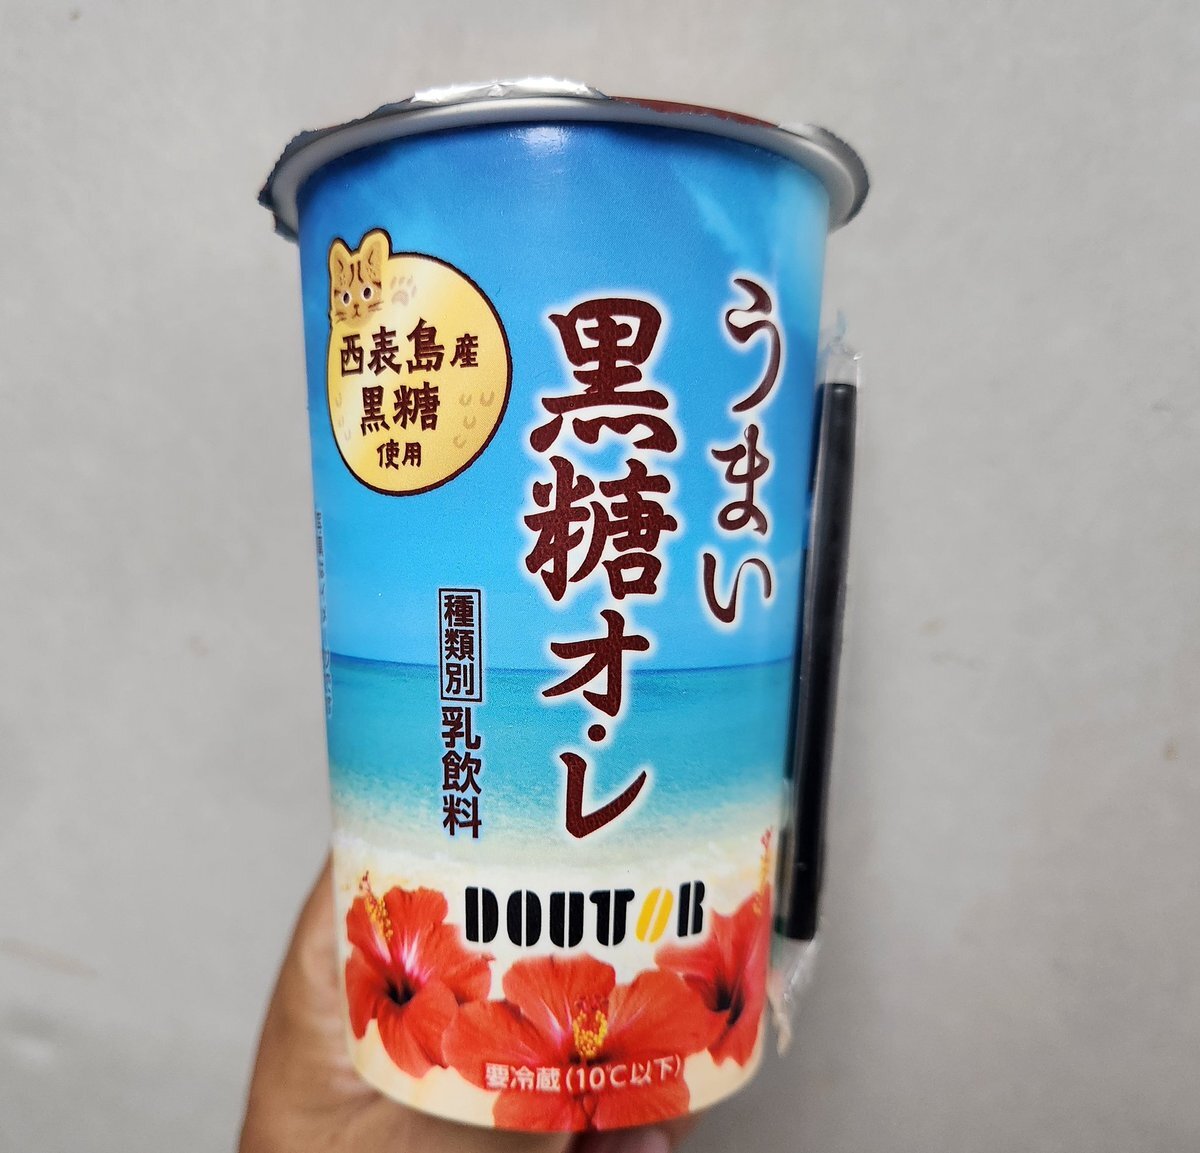 うまい
黒糖オ・レ
西表島産
黒糖
使用
種類別
乳飲料
DOUTOR
要冷蔵(10℃以下)